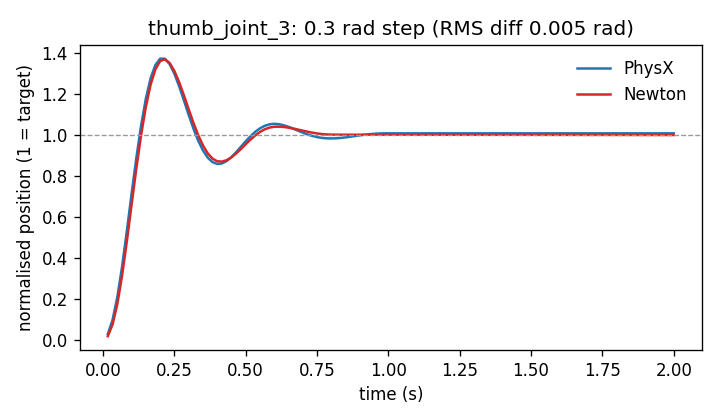 thumb_joint_3: 0.3 rad step (RMS diff 0.005 rad)
PhysX
Newton
normalised position (1 = target)
1.4
1.2
1.0
0.8
0.6
0.4
0.2
0.0
0.00 0.25 0.50 0.75 1.00 1.25 1.50 1.75 2.00
time (s)